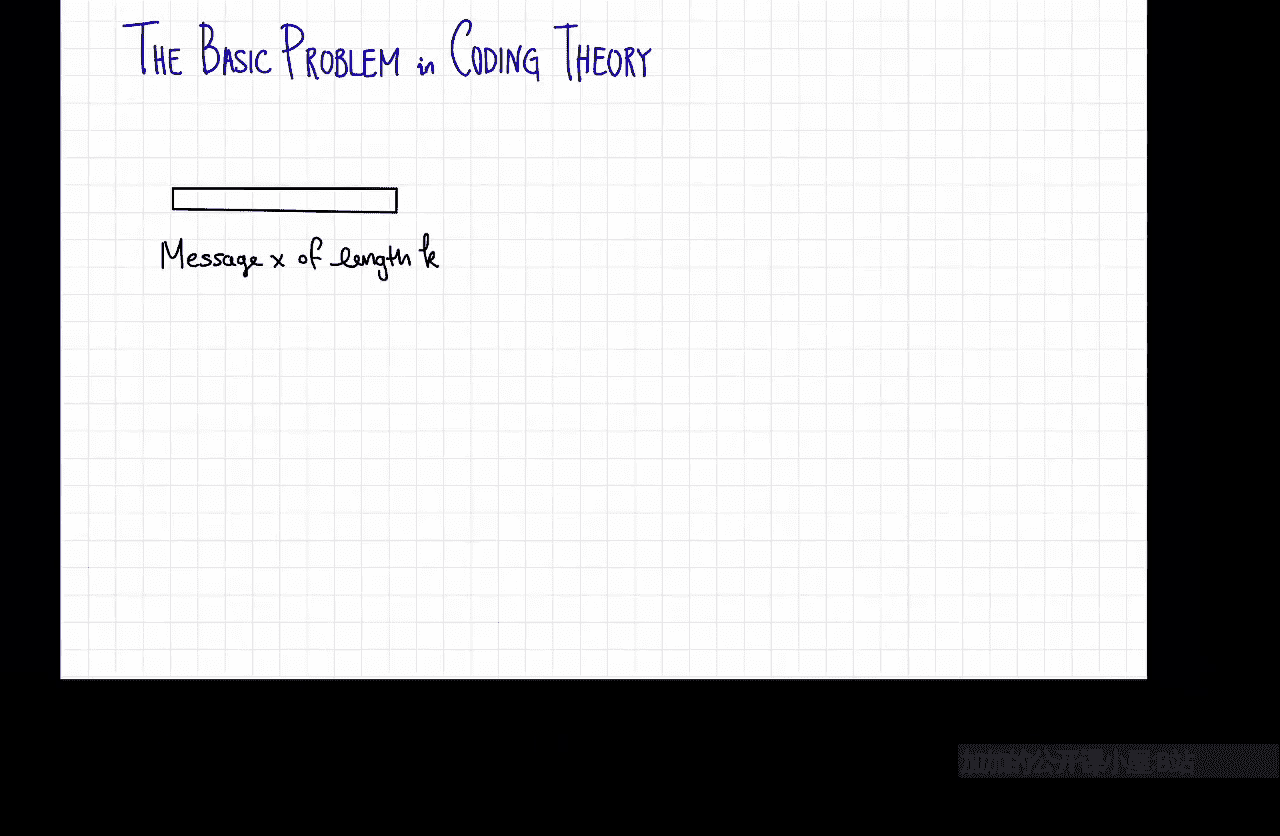 THE BASIC PROBLEM in CODING THEORY
Message x of length k